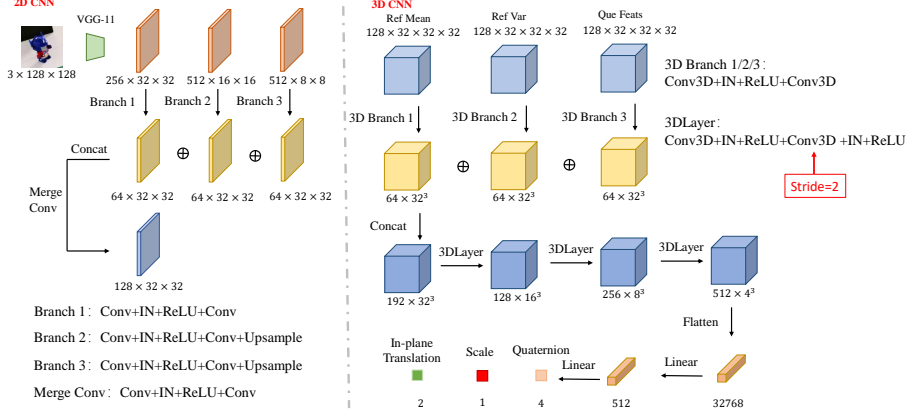 2D CNN
VGG-11
3 × 128 × 128
256 × 32 × 32
512 × 16 × 16
512 × 8 × 8
Branch 1
Branch 2
Branch 3
Concat
⊕
⊕
64 × 32 × 32
64 × 32 × 32
64 × 32 × 32
Merge
Conv
128 × 32 × 32
Branch 1: Conv+IN+ReLU+Conv
Branch 2: Conv+IN+ReLU+Conv+Upsample
Branch 3: Conv+IN+ReLU+Conv+Upsample
Merge Conv: Conv+IN+ReLU+Conv
3D CNN
Ref Mean
Ref Var
Que Feats
128 × 32 × 32 × 32
128 × 32 × 32 × 32
128 × 32 × 32 × 32
3D Branch 1/2/3:
Conv3D+IN+ReLU+Conv3D
3D Branch 1
3D Branch 2
3D Branch 3
3DLayer:
Conv3D+IN+ReLU+Conv3D +IN+ReLU
Stride=2
⊕
⊕
64 × 32³
64 × 32³
64 × 32³
Concat
3DLayer
3DLayer
3DLayer
192 × 32³
128 × 16³
256 × 8³
512 × 4³
Flatten
In-plane
Translation
Scale
Quaternion
Linear
Linear
2
1
4
512
32768